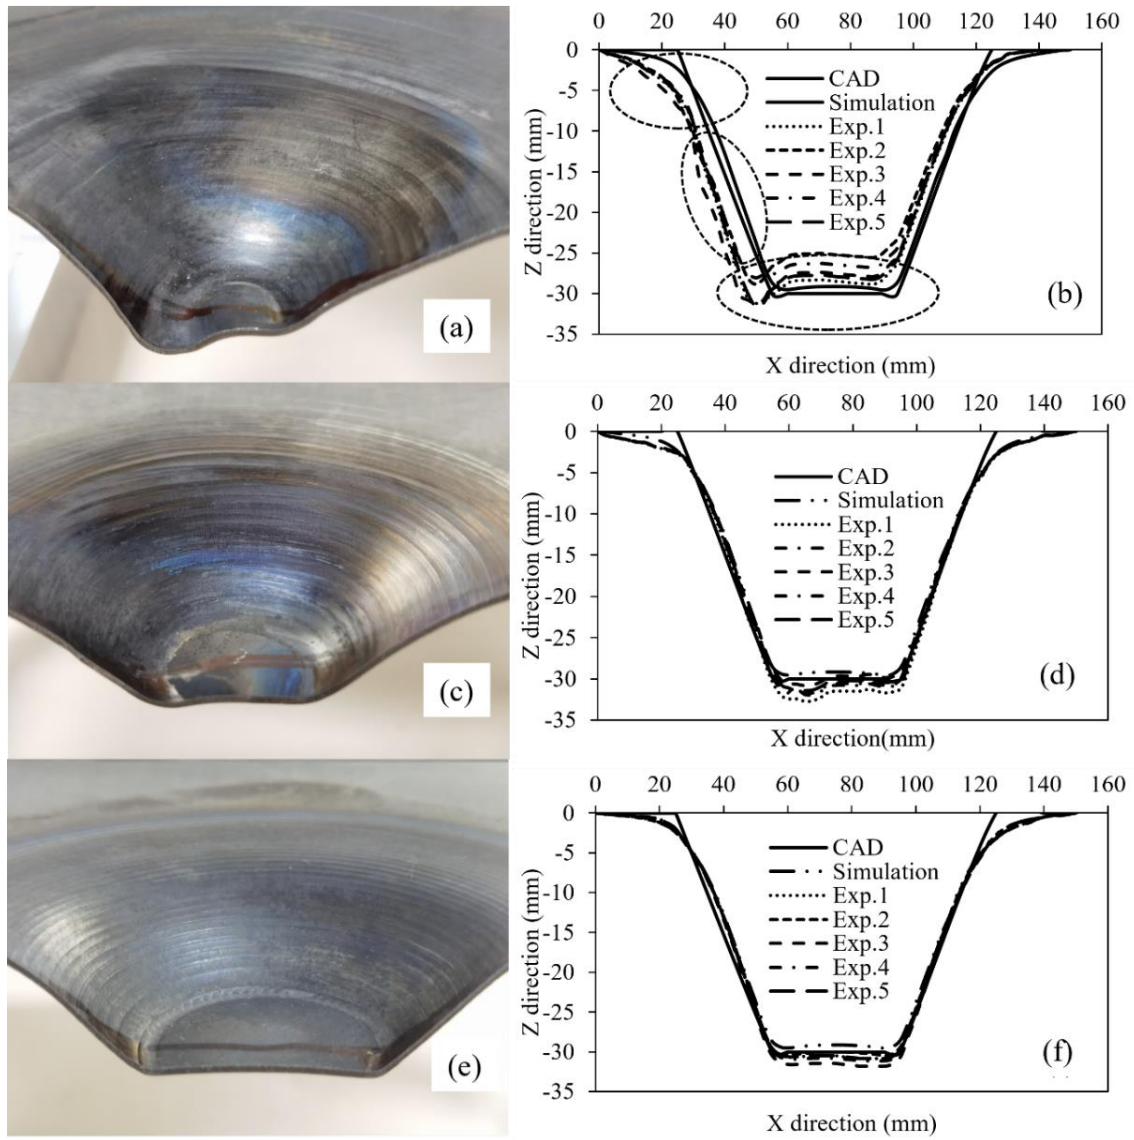 (a)
0 20 40 60 80 100 120 140 160
0
-5
-10
-15
-20
-25
-30
-35
Z direction (mm)
CAD
Simulation
Exp.1
Exp.2
Exp.3
Exp.4
Exp.5
(b)
X direction (mm)
(c)
0 20 40 60 80 100 120 140 160
0
-5
-10
-15
-20
-25
-30
-35
Z direction (mm)
CAD
Simulation
Exp.1
Exp.2
Exp.3
Exp.4
Exp.5
(d)
X direction(mm)
(e)
0 20 40 60 80 100 120 140 160
0
-5
-10
-15
-20
-25
-30
-35
Z direction (mm)
CAD
Simulation
Exp.1
Exp.2
Exp.3
Exp.4
Exp.5
(f)
X direction (mm)